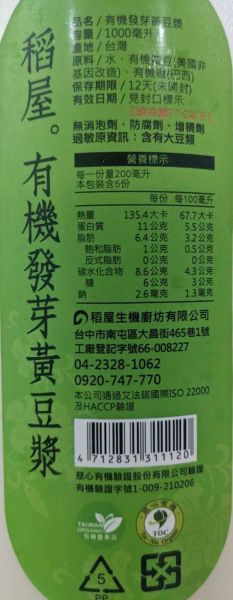 稻屋。有機發芽黃豆漿
品名/有機發芽黃豆漿
容量/1000毫升
產地/台灣
原料/水、有機黃豆(美國非
基因改造)、有機糖(巴西)
保存期限/12天(未開封)
有效日期/見封口標示
無消泡劑、防腐劑、增稠劑
過敏原資訊:含有大豆類
營養標示
每一份量200毫升
本包裝含5份
每份 每100毫升
熱量 135.4大卡 67.7大卡
蛋白質 11公克 5.5公克
脂肪 6.4公克 3.2公克
飽和脂肪 1公克 0.5公克
反式脂肪 0公克 0公克
碳水化合物 8.6公克 4.3公克
糖 6公克 3公克
鈉 2.6毫克 1.3毫克
稻屋生機廚坊有限公司
台中市南屯區大昌街465巷1號
工廠登記字號66-008227
04-2328-1062
0920-747-770
本公司通過艾法諾國際ISO 22000
及HACCP驗證
4 712831 311120
慈心有機驗證股份有限公司驗證
有機驗證字號1-009-210206
TAIWAN
ORGANIC
有機農產品
TOC
5
PP